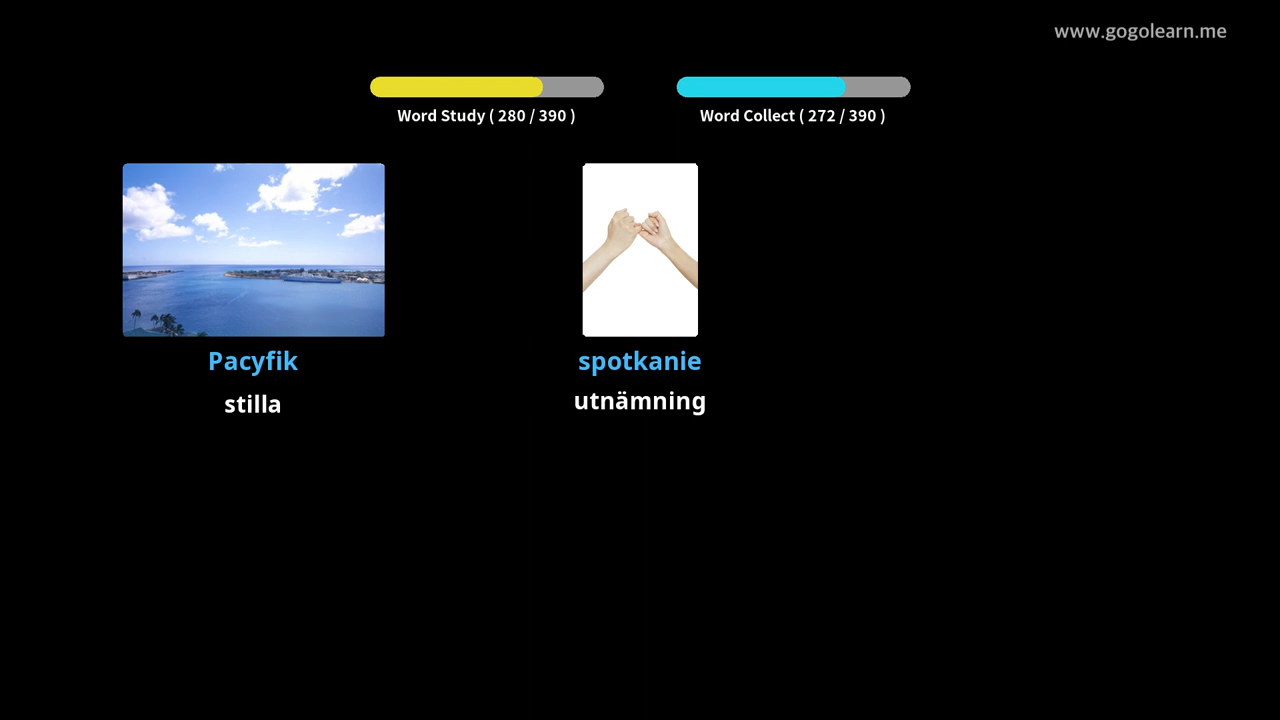 www.gogolearn.me
Word Study ( 280 / 390 )
Word Collect ( 272 / 390 )
Pacyfik
stilla
spotkanie
utnämning